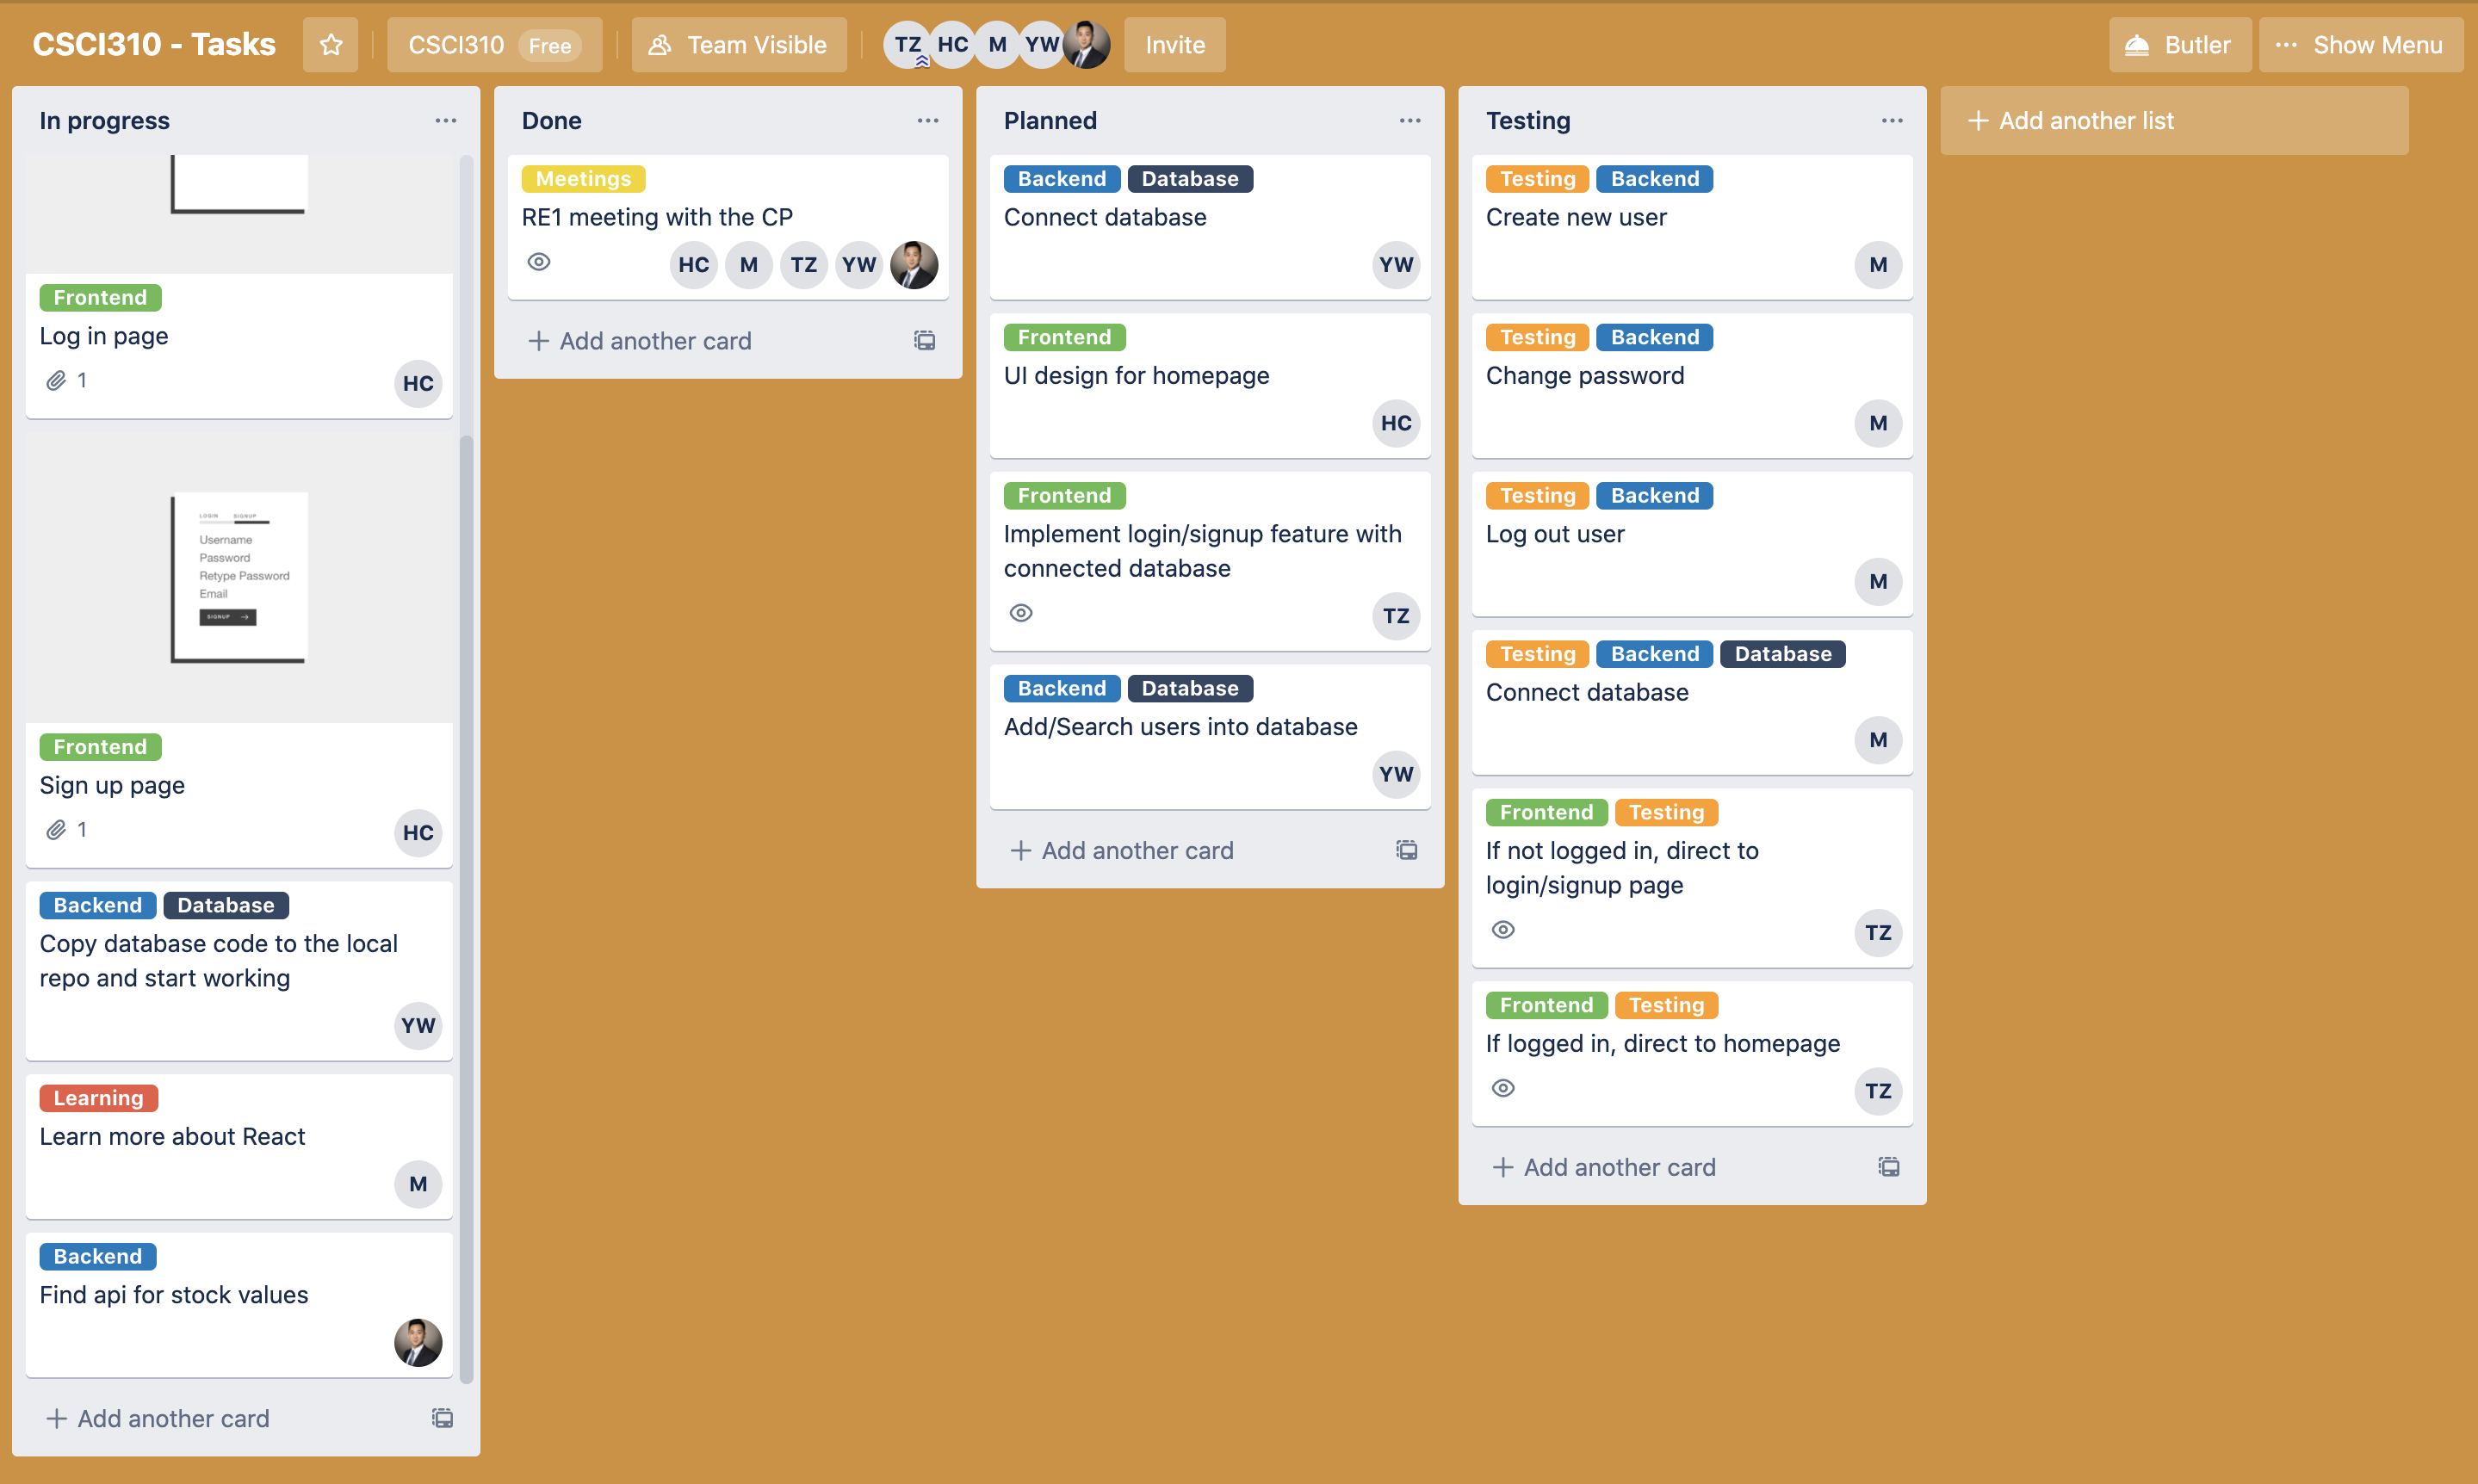 CSCI310 - Tasks
CSCI310 Free
Team Visible
TZ HC M YW
Invite
Butler
Show Menu
In progress
Frontend
Log in page
1
HC
LOGIN SIGNUP
Username
Password
Retype Password
Email
SIGNUP
Frontend
Sign up page
1
HC
Backend Database
Copy database code to the local
repo and start working
YW
Learning
Learn more about React
M
Backend
Find api for stock values
+ Add another card
Done
Meetings
RE1 meeting with the CP
HC M TZ YW
+ Add another card
Planned
Backend Database
Connect database
YW
Frontend
UI design for homepage
HC
Frontend
Implement login/signup feature with
connected database
TZ
Backend Database
Add/Search users into database
YW
+ Add another card
Testing
Testing Backend
Create new user
M
Testing Backend
Change password
M
Testing Backend
Log out user
M
Testing Backend Database
Connect database
M
Frontend Testing
If not logged in, direct to
login/signup page
TZ
Frontend Testing
If logged in, direct to homepage
TZ
+ Add another card
+ Add another list